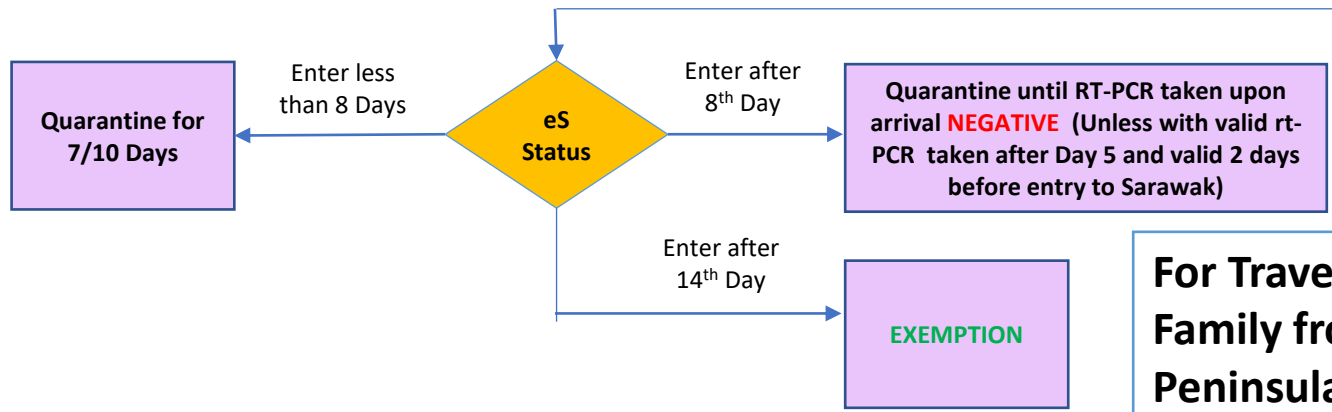 Enter less
than 8 Days
Quarantine for
7/10 Days
eS
Status
Enter after
8th Day
Quarantine until RT-PCR taken upon
arrival NEGATIVE (Unless with valid rt-
PCR taken after Day 5 and valid 2 days
before entry to Sarawak)
Enter after
14th Day
EXEMPTION
For
Family